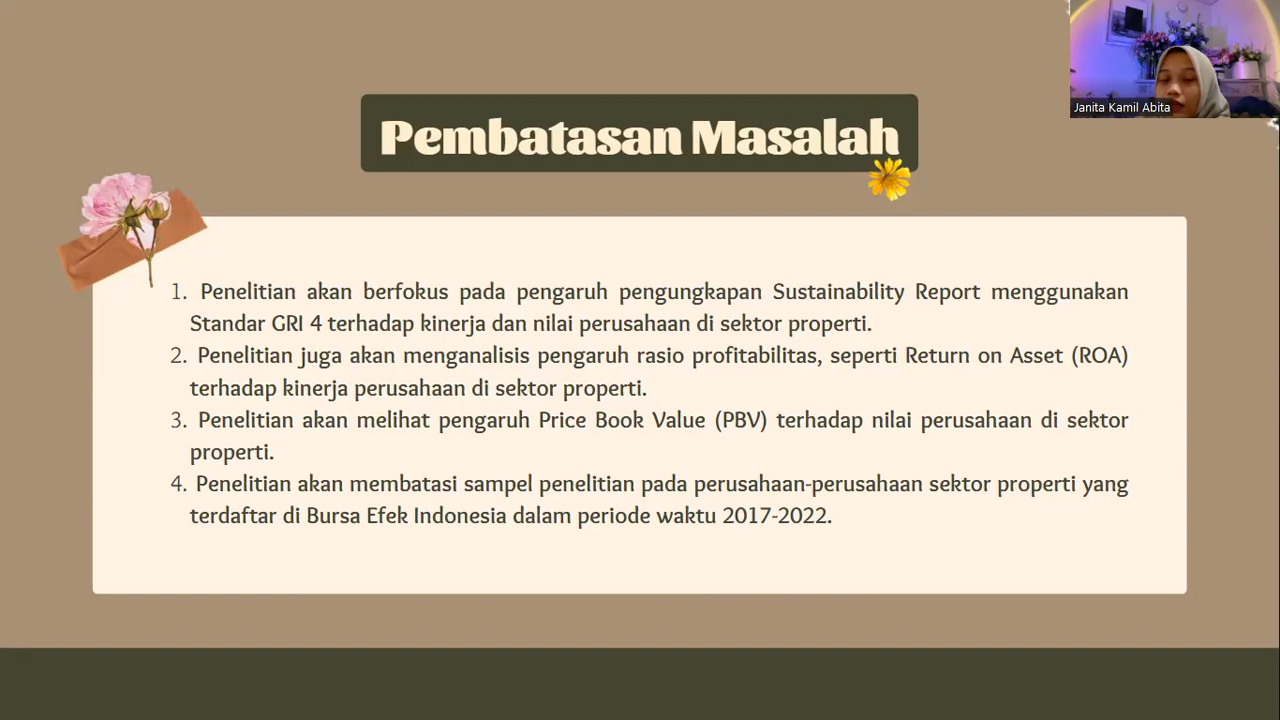 Janita Kamil Abita
Pembatasan Masalah
1. Penelitian akan berfokus pada pengaruh pengungkapan Sustainability Report menggunakan
Standar GRI 4 terhadap kinerja dan nilai perusahaan di sektor properti.
2. Penelitian juga akan menganalisis pengaruh rasio profitabilitas, seperti Return on Asset (ROA)
terhadap kinerja perusahaan di sektor properti.
3. Penelitian akan melihat pengaruh Price Book Value (PBV) terhadap nilai perusahaan di sektor
properti.
4. Penelitian akan membatasi sampel penelitian pada perusahaan-perusahaan sektor properti yang
terdaftar di Bursa Efek Indonesia dalam periode waktu 2017-2022.